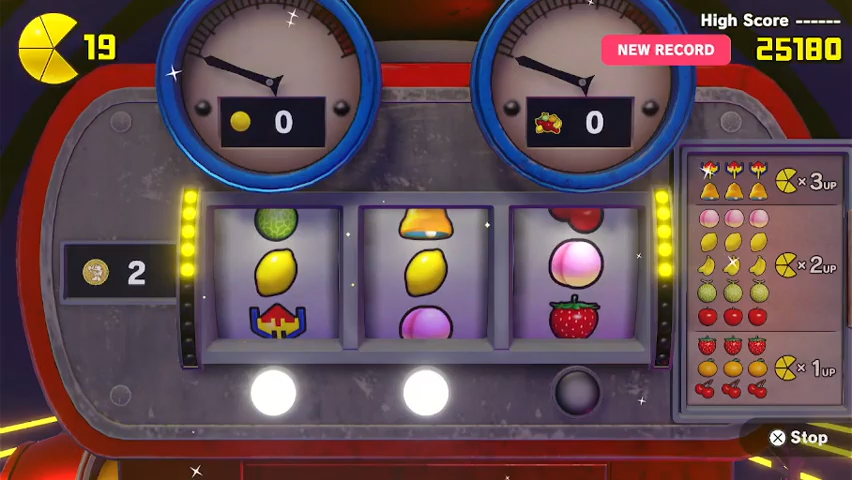 High Score ------
19
NEW RECORD
25180
0
0
2
× 3UP
× 2UP
× 1UP
Stop